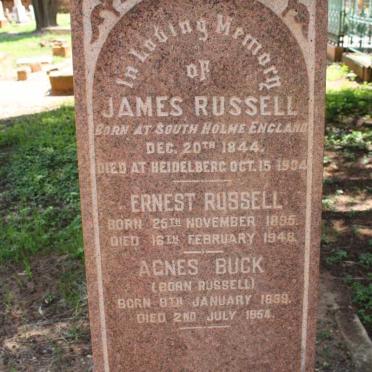 In Loving Memory
of
JAMES RUSSELL
BORN AT SOUTH HOLME ENGLAND
DEC. 20TH 1844.
DIED AT HEIDELBERG OCT. 15 1904
ERNEST RUSSELL
BORN 25TH NOVEMBER 1895.
DIED 16TH FEBRUARY 1948.
AGNES BUCK
(BORN RUSSELL)
BORN 9TH JANUARY
DIED 2ND JULY 1954.